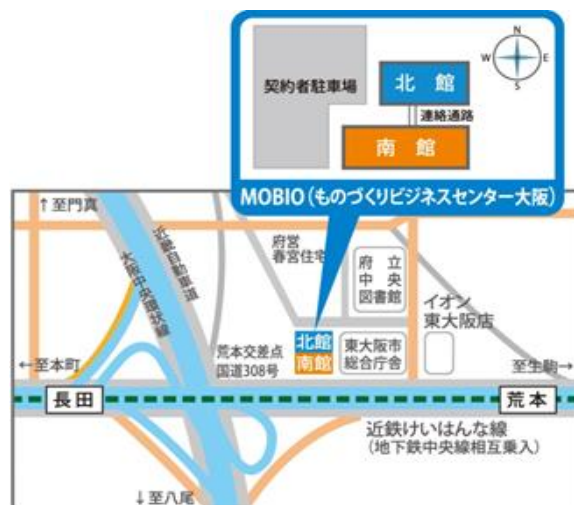 N
W E
S
契約者駐車場
北 館
連絡通路
南 館
MOBIO(ものづくりビジネスセンター大阪)
↑至門真
近畿自動車道
大阪中央環状線
府営
春宮住宅
府 立
中 央
図書館
イオン
東大阪店
荒本交差点
国道308号
北館
南館
東大阪市
総合庁舎
←至本町
至生駒→
長田
荒本
近鉄けいはんな線
(地下鉄中央線相互乗入)
↓至八尾